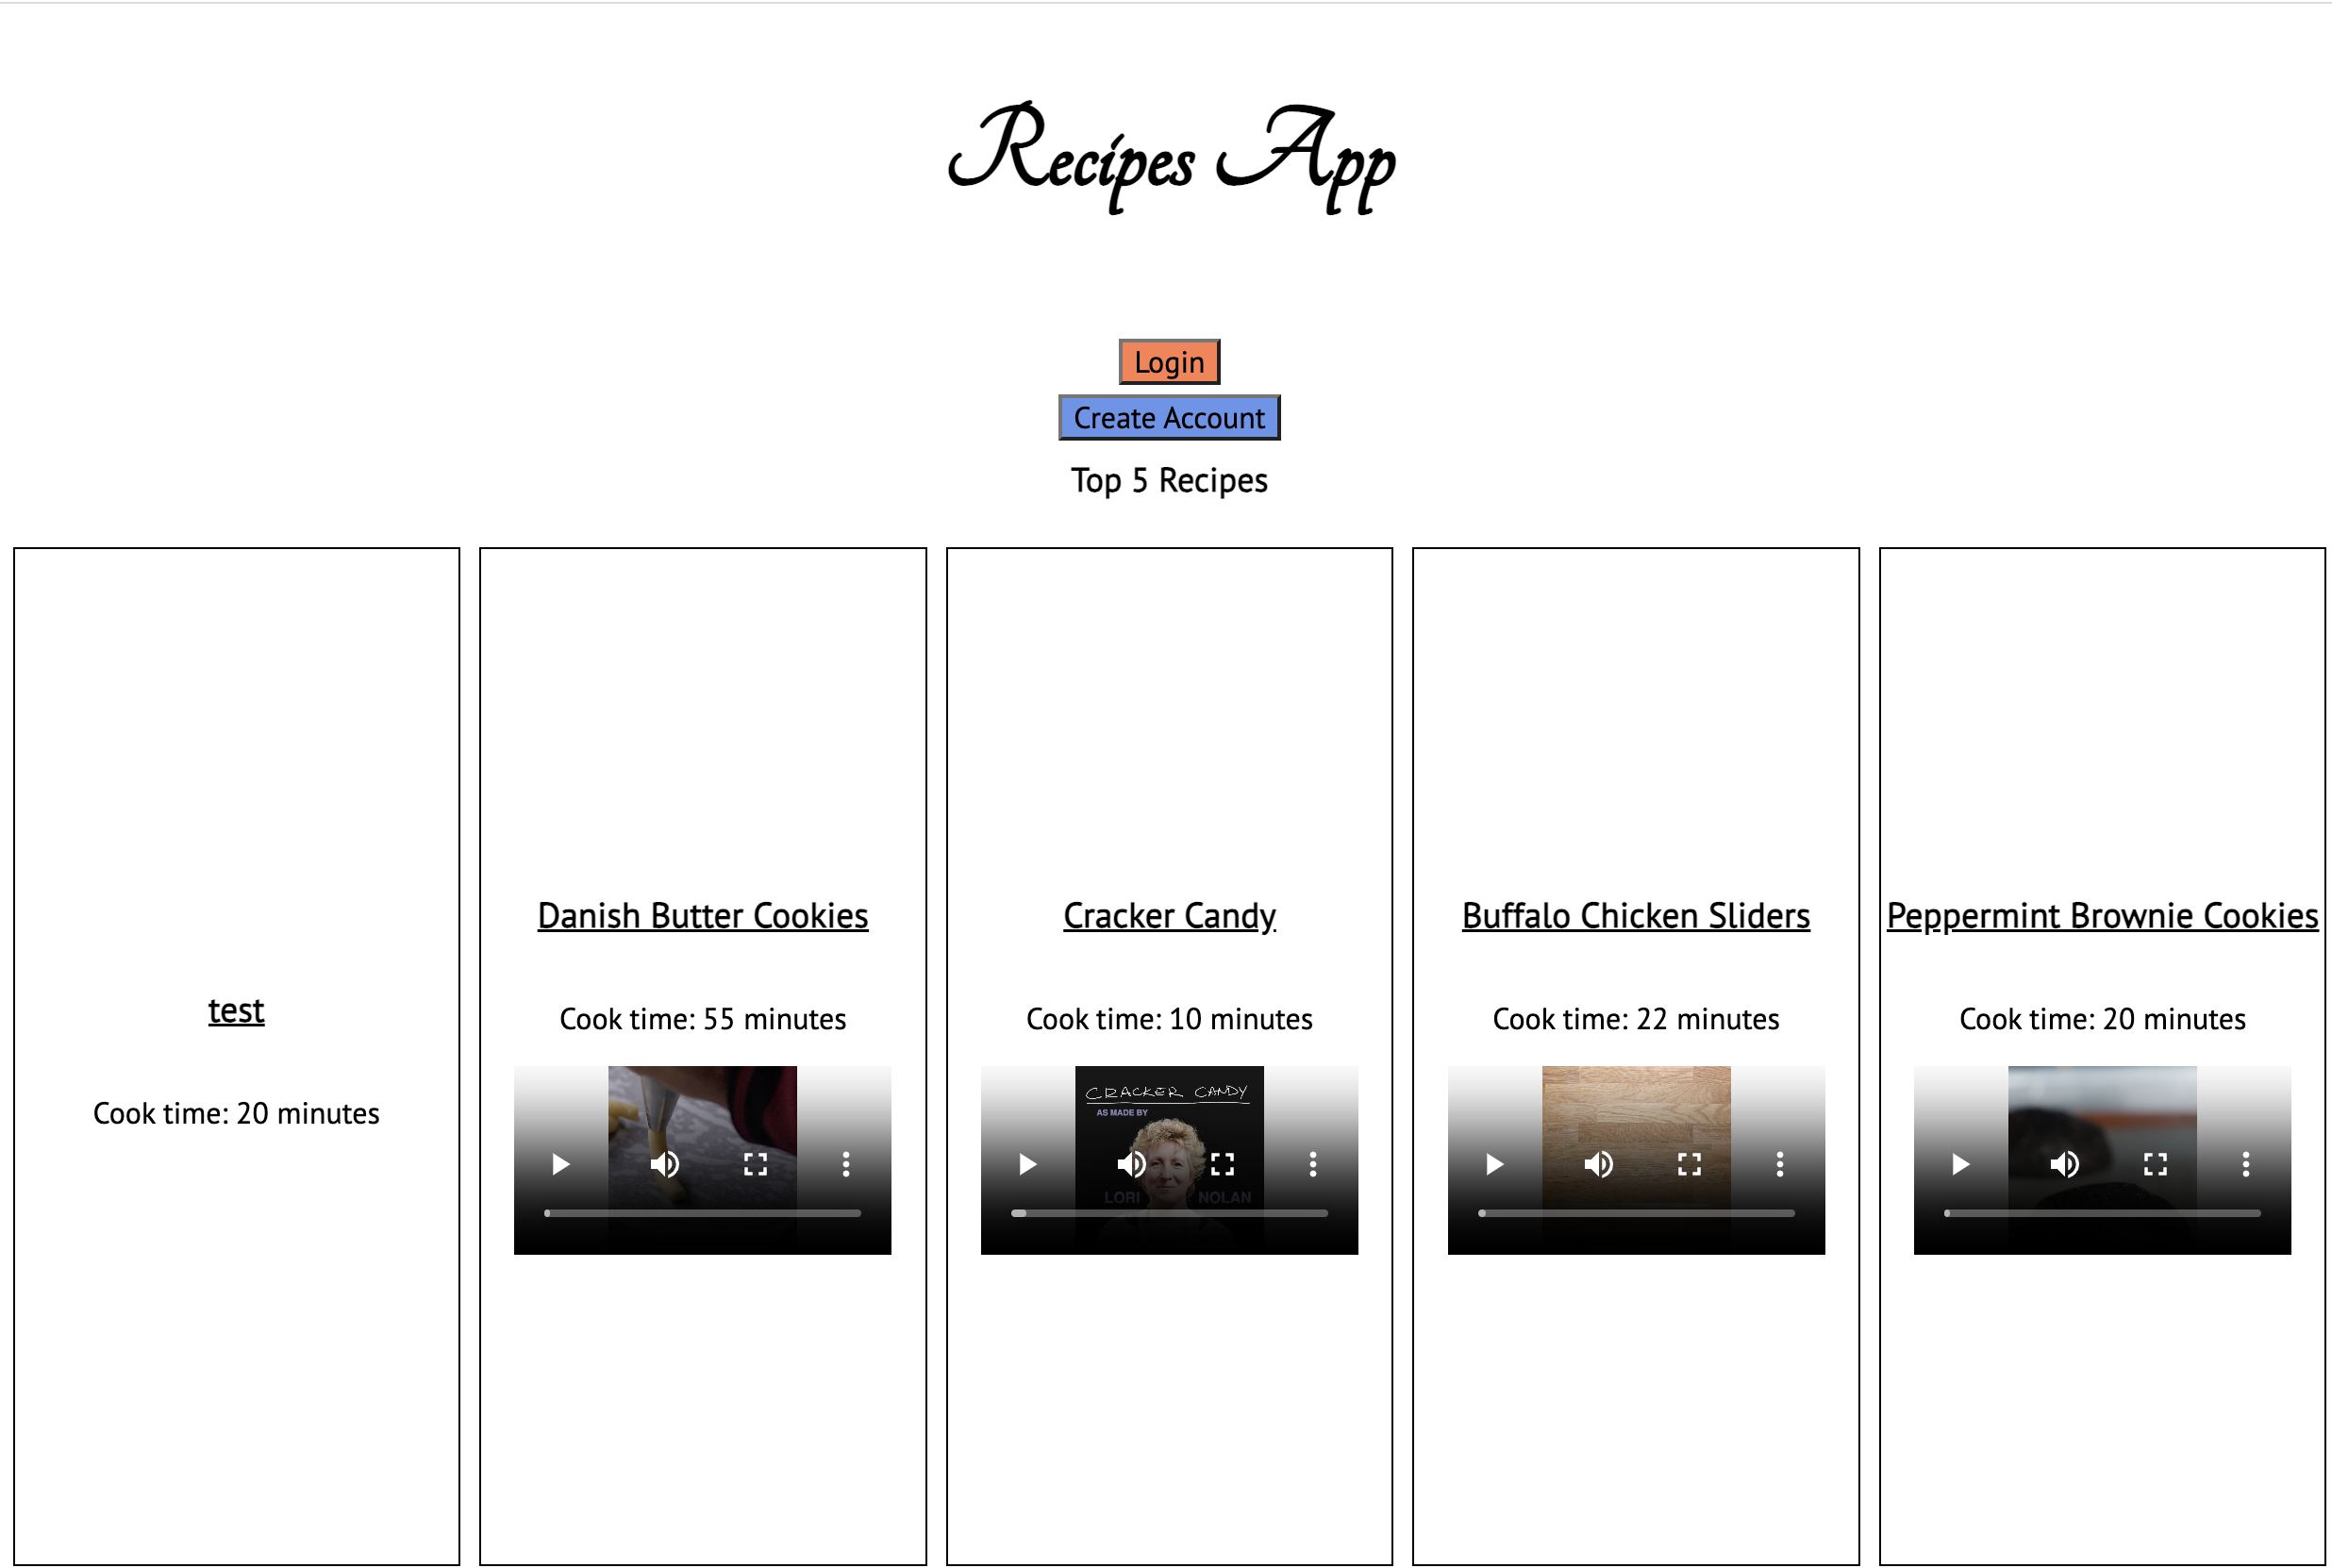 Recipes App
Login
Create Account
Top 5 Recipes
test
Cook time: 20 minutes
Danish Butter Cookies
Cook time: 55 minutes
Cracker Candy
Cook time: 10 minutes
CRACKER CANDY
AS MADE BY
LORI NOLAN
Buffalo Chicken Sliders
Cook time: 22 minutes
Peppermint Brownie Cookies
Cook time: 20 minutes